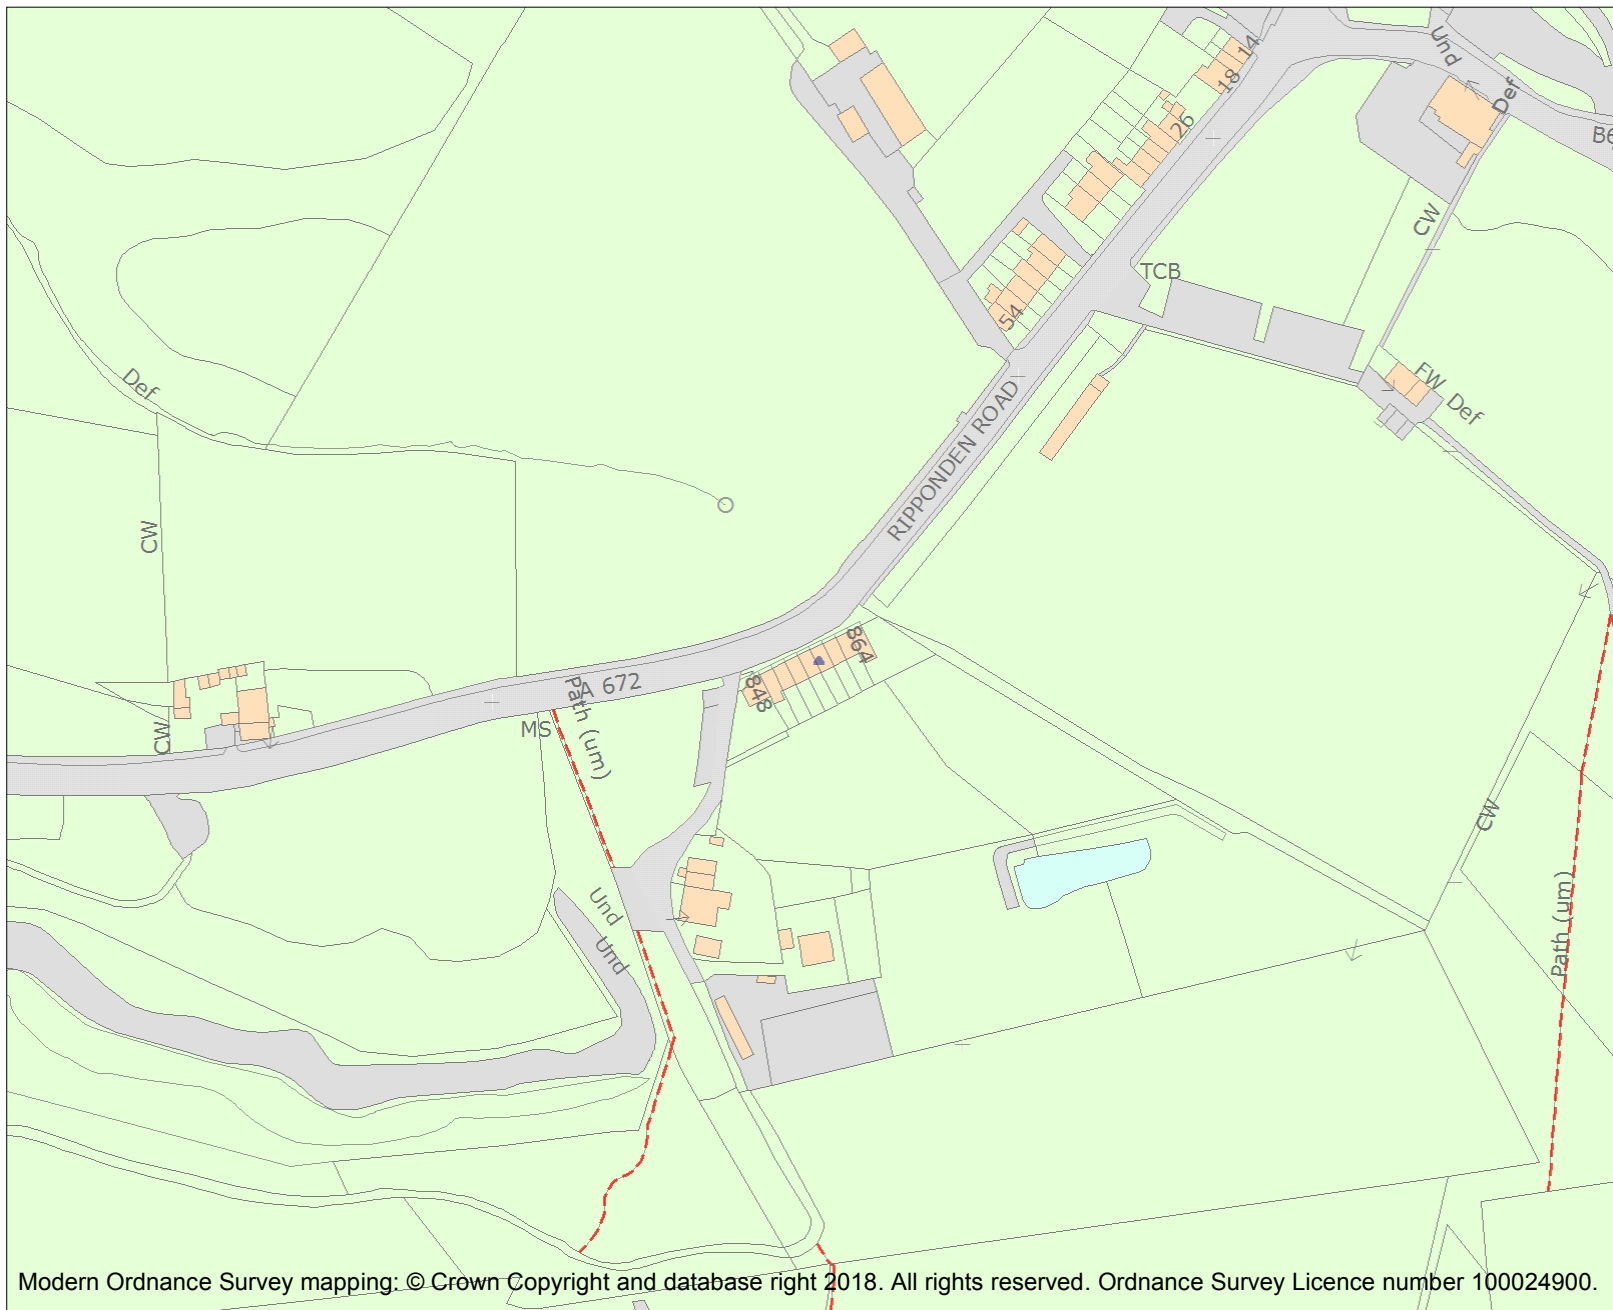 14
Und
18
Def
26
B6
CW
TCB
54
Def
FW
Def
RIPPONDEN ROAD
CW
864
848
Path (um)
A 672
MS
CW
CW
Und
Und
Path (um)
Modern Ordnance Survey mapping: © Crown Copyright and database right 2018. All rights reserved. Ordnance Survey Licence number 100024900.